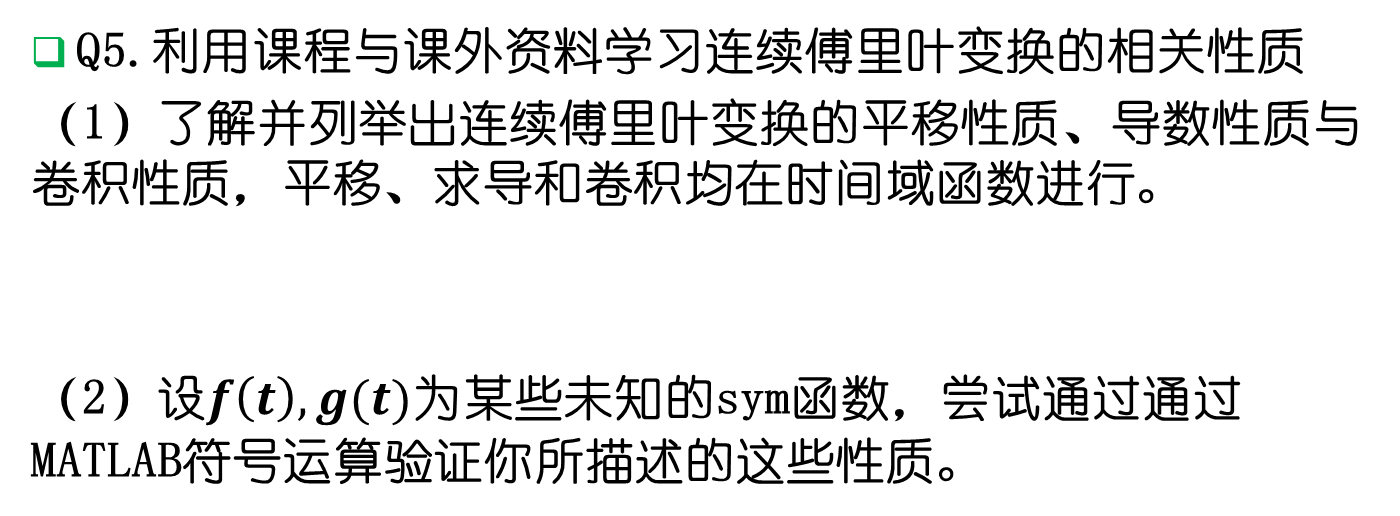 ❑Q5.利用课程与课外资料学习连续傅里叶变换的相关性质
（1）了解并列举出连续傅里叶变换的平移性质、导数性质与
卷积性质，平移、求导和卷积均在时间域函数进行。
（2）设f(t),g(t)为某些未知的sym函数，尝试通过通过
MATLAB符号运算验证你所描述的这些性质。